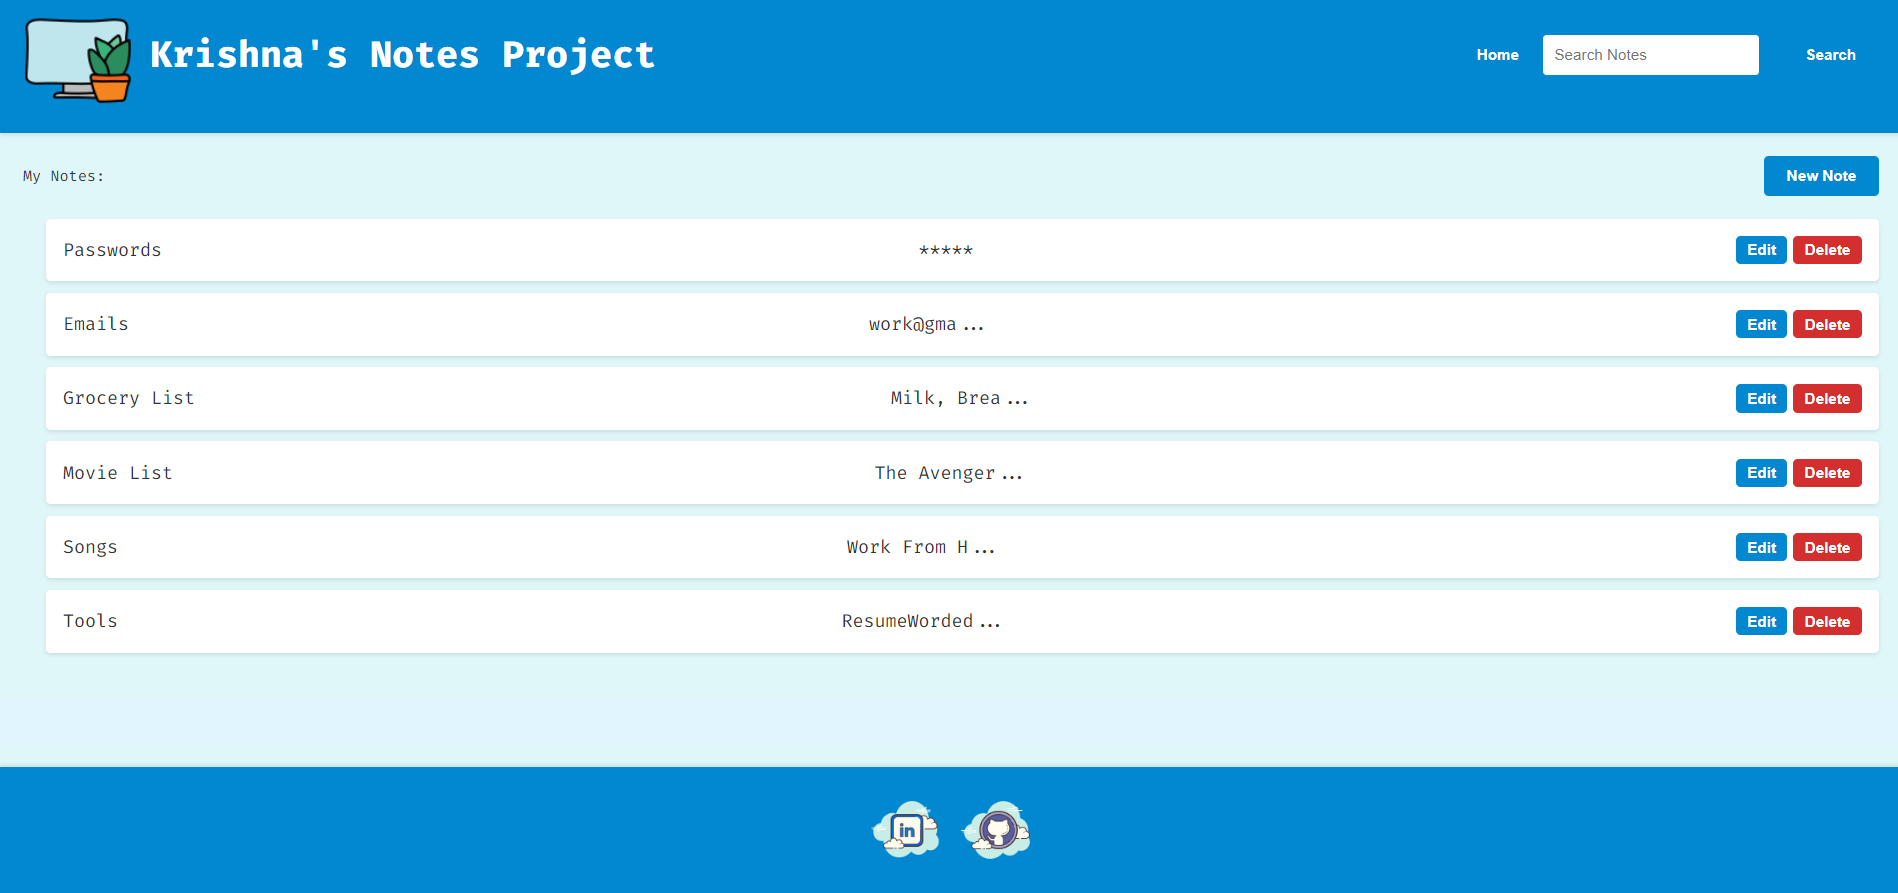 Krishna's Notes Project
Home
Search Notes
Search
My Notes:
New Note
Passwords ***** Edit Delete
Emails work@gma... Edit Delete
Grocery List Milk, Brea... Edit Delete
Movie List The Avenger... Edit Delete
Songs Work From H... Edit Delete
Tools ResumeWorded... Edit Delete
in